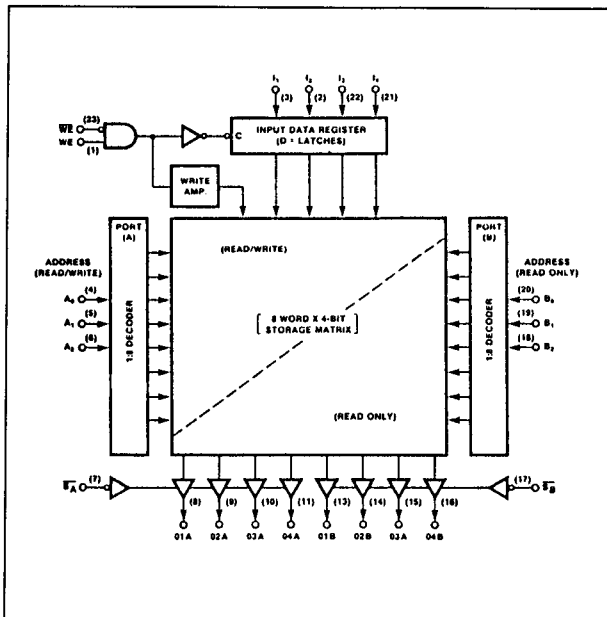 I₁ I₂ I₃ I₄
(3) (2) (22) (21)
(23)
WE
WE
(1)
C
INPUT DATA REGISTER
(D = LATCHES)
WRITE
AMP.
PORT
(A)
(READ/WRITE)
PORT
(B)
ADDRESS
(READ/WRITE)
ADDRESS
(READ ONLY)
A₀ (4)
A₁ (5)
A₂ (6)
1:8 DECODER
8 WORD X 4-BIT
STORAGE MATRIX
1:8 DECODER
(20) B₀
(19) B₁
(18) B₂
(READ ONLY)
S̅A̅ (7)
(17) S̅B̅
(8) (9) (10) (11) (13) (14) (15) (16)
01A 02A 03A 04A 01B 02B 03A 04B